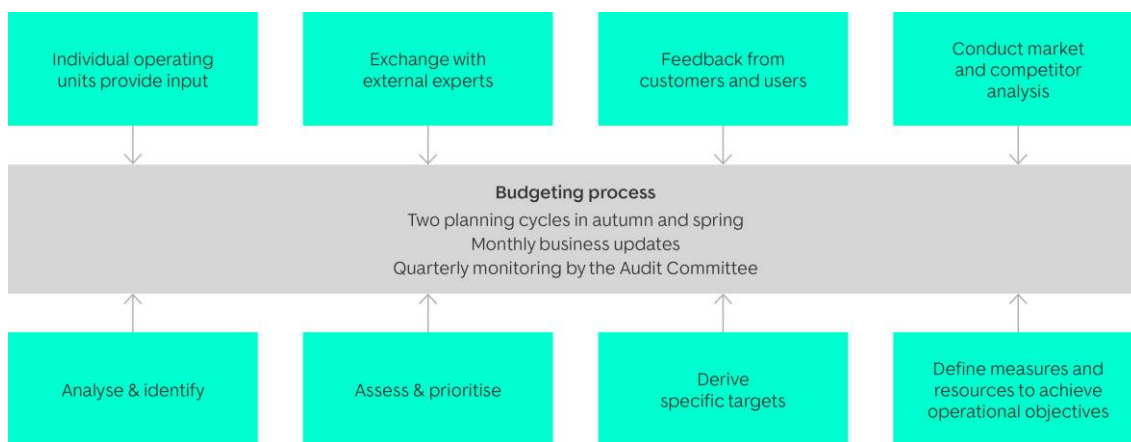 Individual operating
units provide input
Exchange with
external experts
Feedback from
customers and users
Conduct market
and competitor
analysis
Budgeting process
Two planning cycles in autumn and spring
Monthly business updates
Quarterly monitoring by the Audit Committee
Analyse & identify
Assess & prioritise
Derive
specific targets
Define measures and
resources to achieve
operational objectives